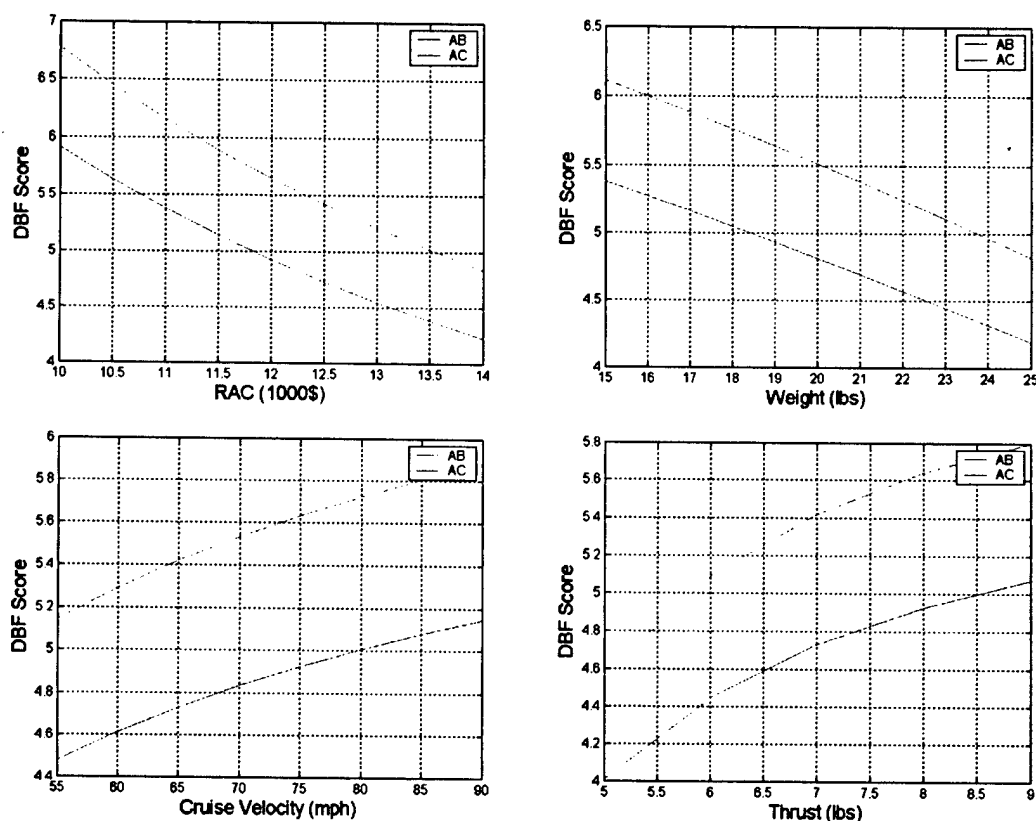 7
6.5
6
5.5
5
4.5
4
DBF Score
AB
AC
10 10.5 11 11.5 12 12.5 13 13.5 14
RAC (1000$)
6.5
6
5.5
5
4.5
4
DBF Score
AB
AC
15 16 17 18 19 20 21 22 23 24 25
Weight (lbs)
6
5.8
5.6
5.4
5.2
5
4.8
4.6
4.4
DBF Score
AB
AC
55 60 65 70 75 80 85 90
Cruise Velocity (mph)
5.8
5.6
5.4
5.2
5
4.8
4.6
4.4
4.2
4
DBF Score
AB
AC
5 5.5 6 6.5 7 7.5 8 8.5 9
Thrust (lbs)